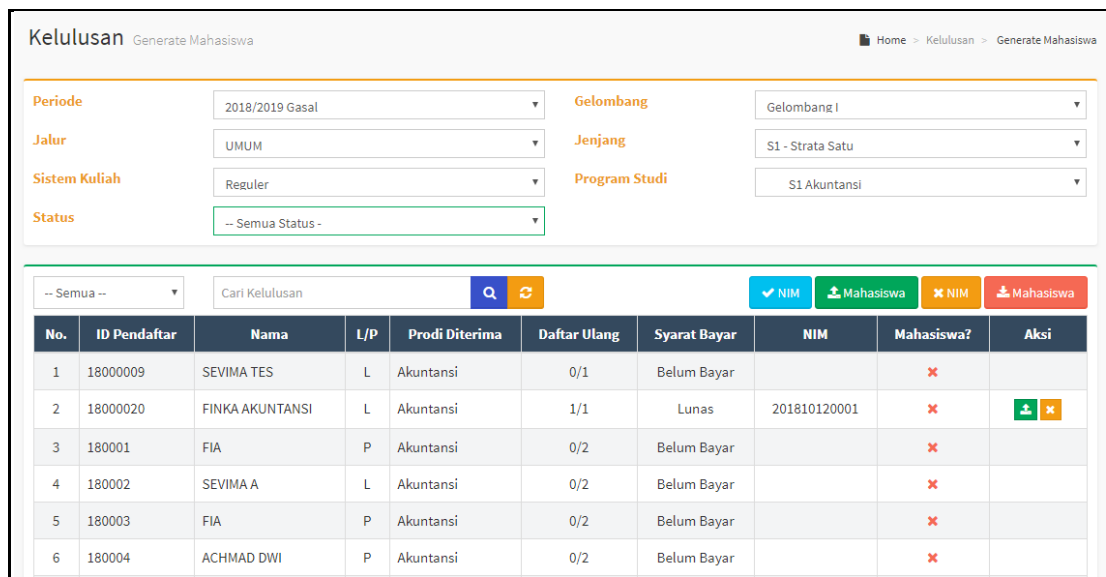 Kelulusan Generate Mahasiswa Home > Kelulusan > Generate Mahasiswa
Periode 2018/2019 Gasal Gelombang Gelombang I
Jalur UMUM Jenjang S1 - Strata Satu
Sistem Kuliah Reguler Program Studi S1 Akuntansi
Status -- Semua Status -
-- Semua -- Cari Kelulusan NIM Mahasiswa NIM Mahasiswa
No. ID Pendaftar Nama L/P Prodi Diterima Daftar Ulang Syarat Bayar NIM Mahasiswa? Aksi
1 18000009 SEVIMA TES L Akuntansi 0/1 Belum Bayar
2 18000020 FINKA AKUNTANSI L Akuntansi 1/1 Lunas 201810120001
3 180001 FIA P Akuntansi 0/2 Belum Bayar
4 180002 SEVIMA A L Akuntansi 0/2 Belum Bayar
5 180003 FIA P Akuntansi 0/2 Belum Bayar
6 180004 ACHMAD DWI P Akuntansi 0/2 Belum Bayar